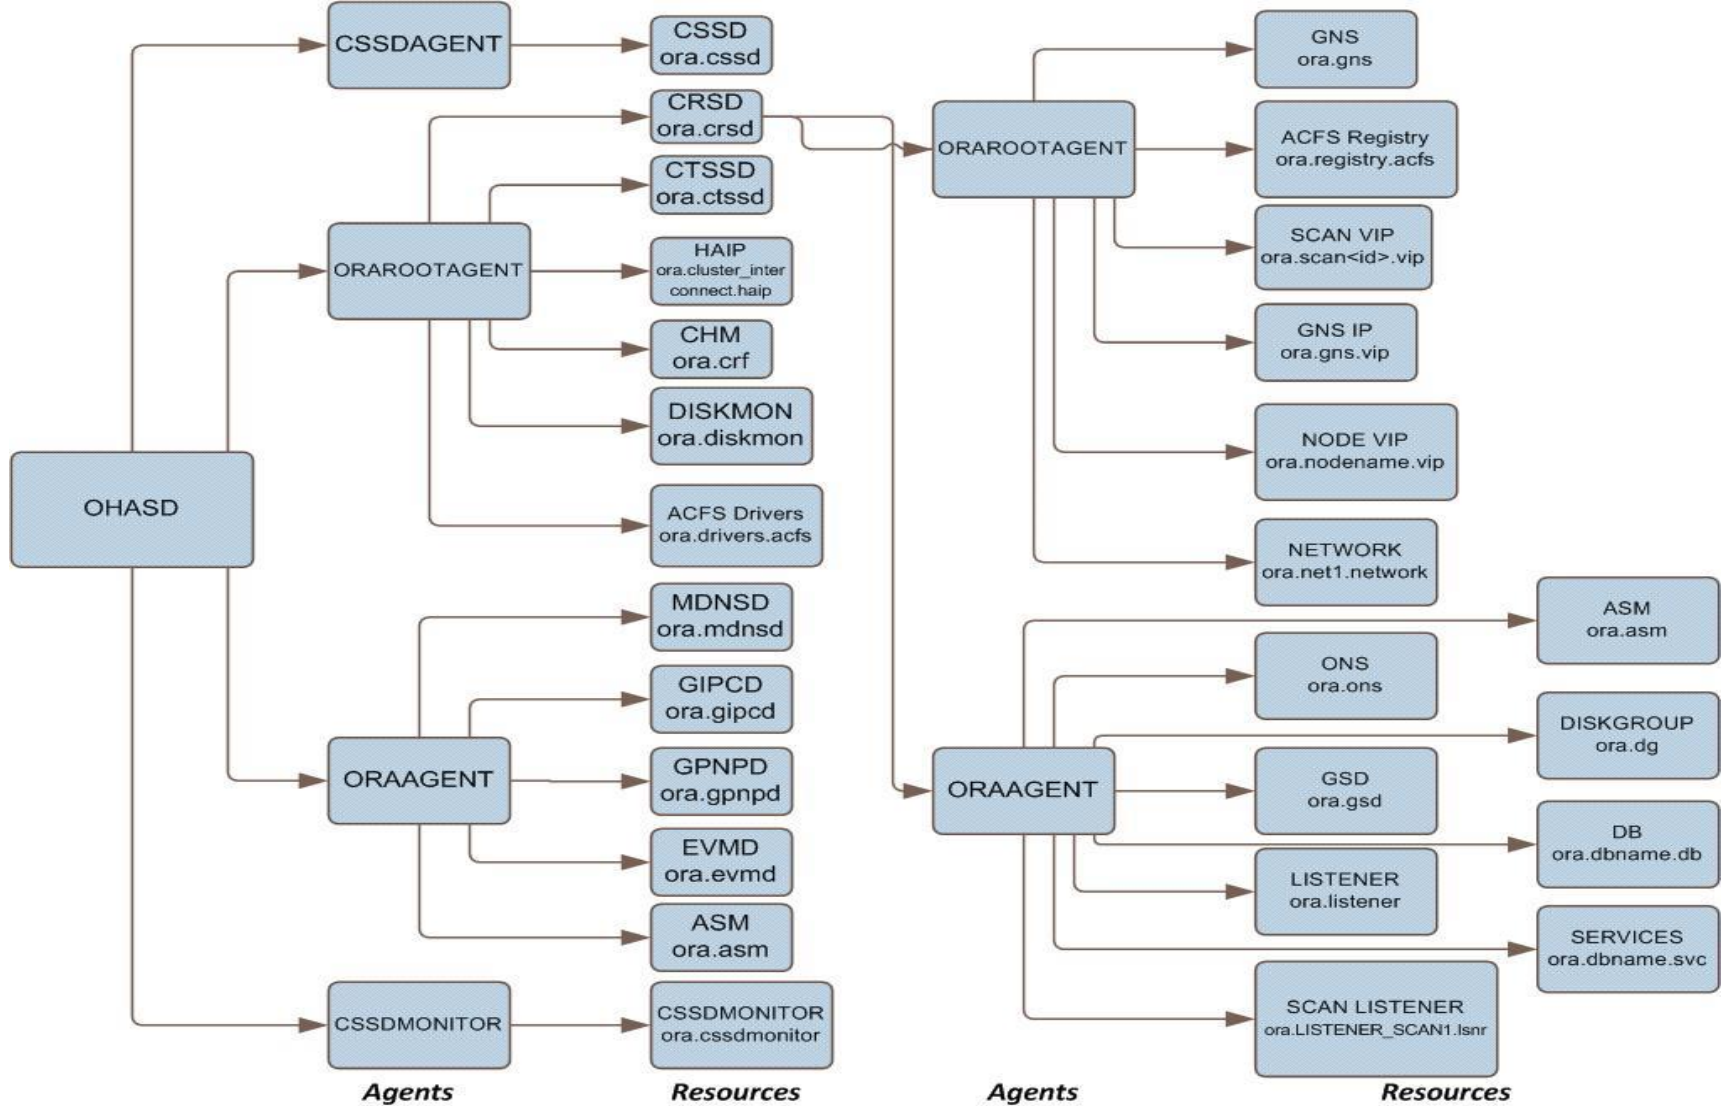 OHASD
CSSDAGENT
ORAROOTAGENT
ORAAGENT
CSSDMONITOR
Agents
CSSD
ora.cssd
CRSD
ora.crsd
CTSSD
ora.ctssd
HAIP
ora.cluster_inter
connect.haip
CHM
ora.crf
DISKMON
ora.diskmon
ACFS Drivers
ora.drivers.acfs
MDNSD
ora.mdnsd
GIPCD
ora.gipcd
GPNPD
ora.gpnpd
EVMD
ora.evmd
ASM
ora.asm
CSSDMONITOR
ora.cssdmonitor
Resources
ORAROOTAGENT
ORAAGENT
Agents
GNS
ora.gns
ACFS Registry
ora.registry.acfs
SCAN VIP
ora.scan<id>.vip
GNS IP
ora.gns.vip
NODE VIP
ora.nodename.vip
NETWORK
ora.net1.network
ONS
ora.ons
GSD
ora.gsd
LISTENER
ora.listener
SCAN LISTENER
ora.LISTENER_SCAN1.lsnr
ASM
ora.asm
DISKGROUP
ora.dg
DB
ora.dbname.db
SERVICES
ora.dbname.svc
Resources